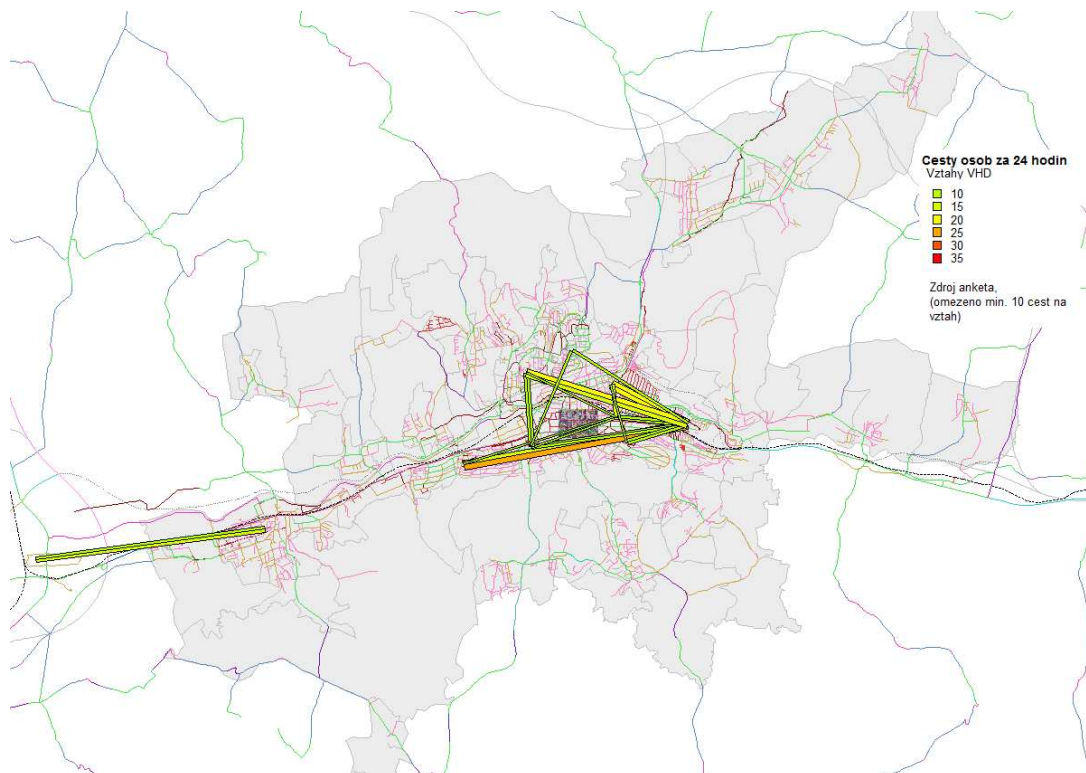 Cesty osob za 24 hodin
Vztahy VHD
10
15
20
25
30
35
Zdroj anketa,
(omezeno min. 10 cest na
vztah)